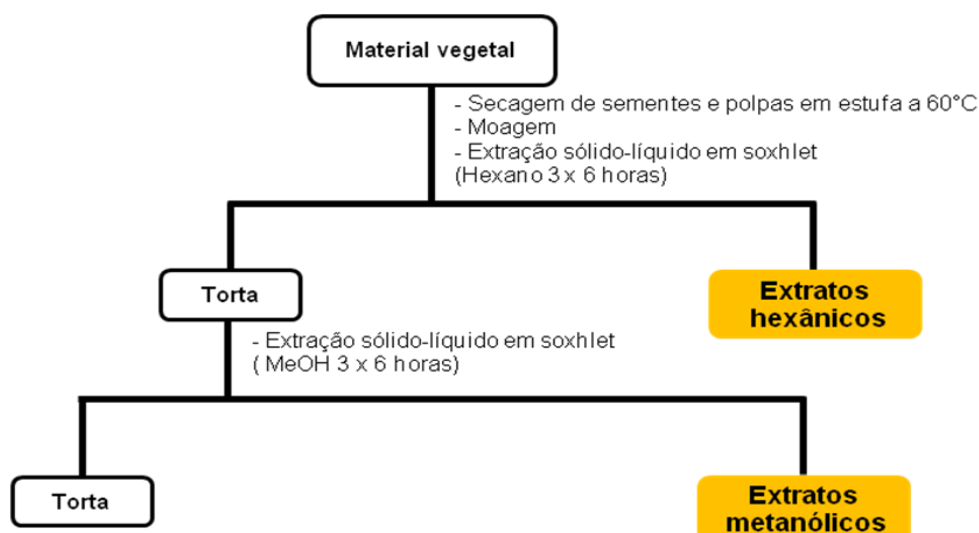 Material vegetal
- Secagem de sementes e polpas em estufa a 60°C
- Moagem
- Extração sólido-líquido em soxhlet
(Hexano 3 x 6 horas)
Torta
Extratos
hexânicos
- Extração sólido-líquido em soxhlet
( MeOH 3 x 6 horas)
Torta
Extratos
metanólicos